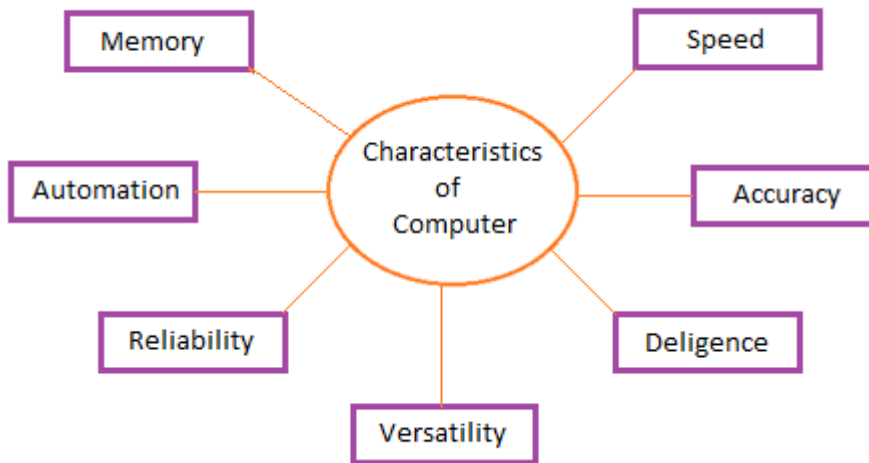 Memory
Speed
Characteristics
of
Computer
Automation
Accuracy
Reliability
Deligence
Versatility